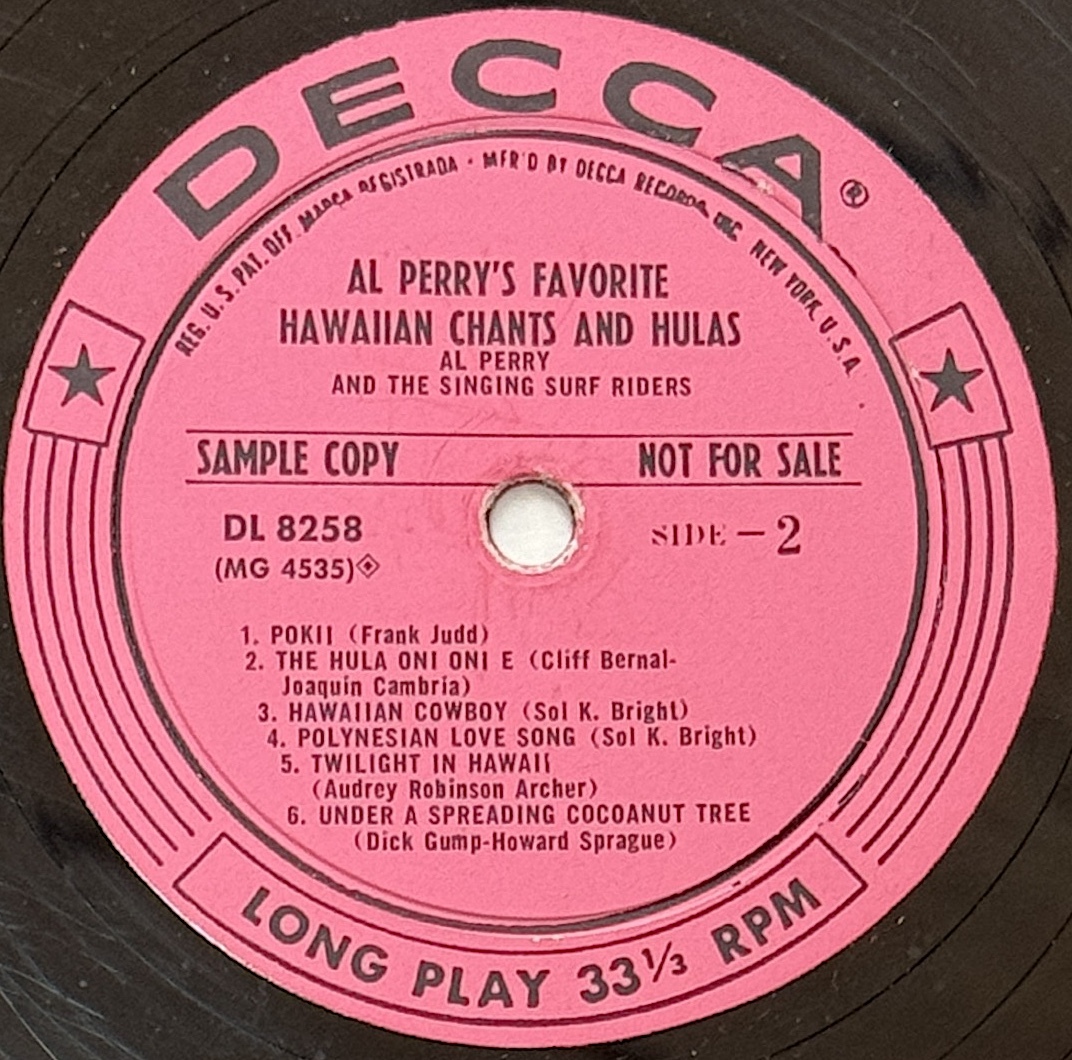 DECCA®
REG. U.S. PAT. OFF. MARCA REGISTRADA · MFR'D BY DECCA RECORDS, INC. NEW YORK, U.S.A
AL PERRY'S FAVORITE
HAWAIIAN CHANTS AND HULAS
AL PERRY
AND THE SINGING SURF RIDERS
SAMPLE COPY NOT FOR SALE
DL 8258 SIDE – 2
(MG 4535)
1. POKII (Frank Judd)
2. THE HULA ONI ONI E (Cliff Bernal-
Joaquin Cambria)
3. HAWAIIAN COWBOY (Sol K. Bright)
4. POLYNESIAN LOVE SONG (Sol K. Bright)
5. TWILIGHT IN HAWAII
(Audrey Robinson Archer)
6. UNDER A SPREADING COCOANUT TREE
(Dick Gump-Howard Sprague)
LONG PLAY 33⅓ RPM